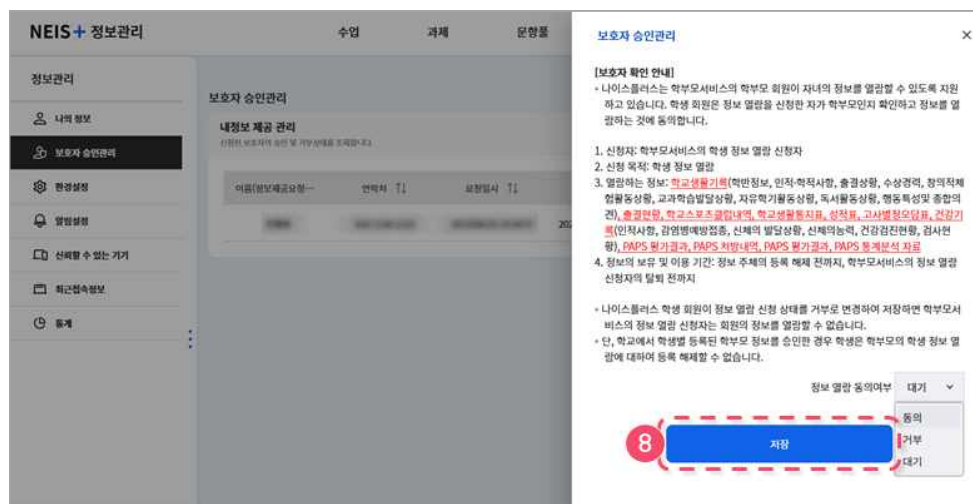 NEIS+ 정보관리
수업
과제
문항풀
정보관리
나의 정보
보호자 승인관리
환경설정
알림설정
신뢰할 수 있는 기기
최근접속정보
통계
보호자 승인관리
내정보 제공 관리
이름(정보제공요청…
연락처
요청일시
202
보호자 승인관리
×
[보호자 확인 안내]
• 나이스플러스는 학부모서비스의 학부모 회원이 자녀의 정보를 열람할 수 있도록 지원
하고 있습니다. 학생 회원은 정보 열람을 신청한 자가 학부모인지 확인하고 정보를 열
람하는 것에 동의합니다.
1. 신청자: 학부모서비스의 학생 정보 열람 신청자
2. 신청 목적: 학생 정보 열람
3. 열람하는 정보: 학교생활기록(학반정보, 인적·학적사항, 출결상황, 수상경력, 창의적체
험활동상황, 교과학습발달상황, 자유학기활동상황, 독서활동상황, 행동특성및 종합의
견), 출결현황, 학교스포츠클럽내역, 학교생활통지표, 성적표, 고사별정오답표, 건강기
록(인적사항, 감염병예방접종, 신체의 발달상황, 신체의능력, 건강검진현황, 검사현
황), PAPS 평가결과, PAPS 처방내역, PAPS 평가결과, PAPS 통계분석 자료
4. 정보의 보유 및 이용 기간: 정보 주체의 등록 해제 전까지, 학부모서비스의 정보 열람
신청자의 탈퇴 전까지
• 나이스플러스 학생 회원이 정보 열람 신청 상태를 거부로 변경하여 저장하면 학부모서
비스의 정보 열람 신청자는 회원의 정보를 열람할 수 없습니다.
• 단, 학교에서 학생별 등록된 학부모 정보를 승인한 경우 학생은 학부모의 학생 정보 열
람에 대하여 등록 해제할 수 없습니다.
정보 열람 동의여부
대기
동의
거부
대기
8
저장